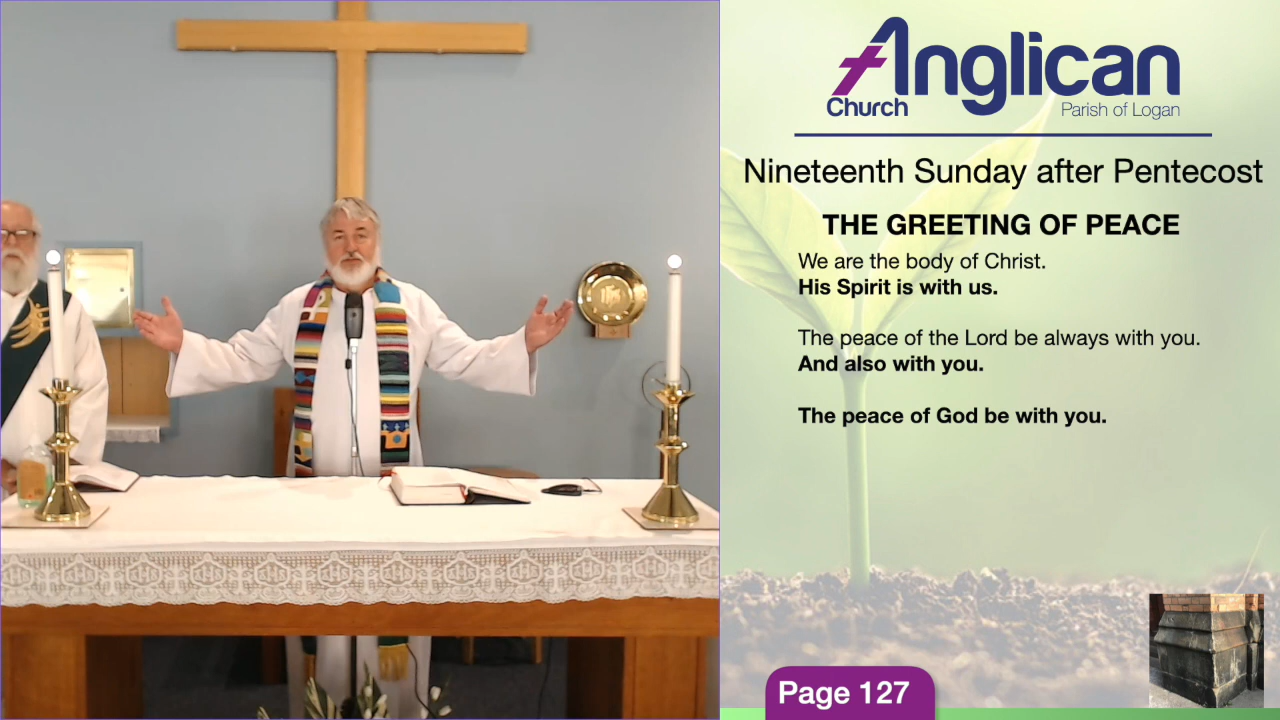 Anglican
Church
Parish of Logan
Nineteenth Sunday after Pentecost
THE GREETING OF PEACE
We are the body of Christ.
His Spirit is with us.
The peace of the Lord be always with you.
And also with you.
The peace of God be with you.
Page 127